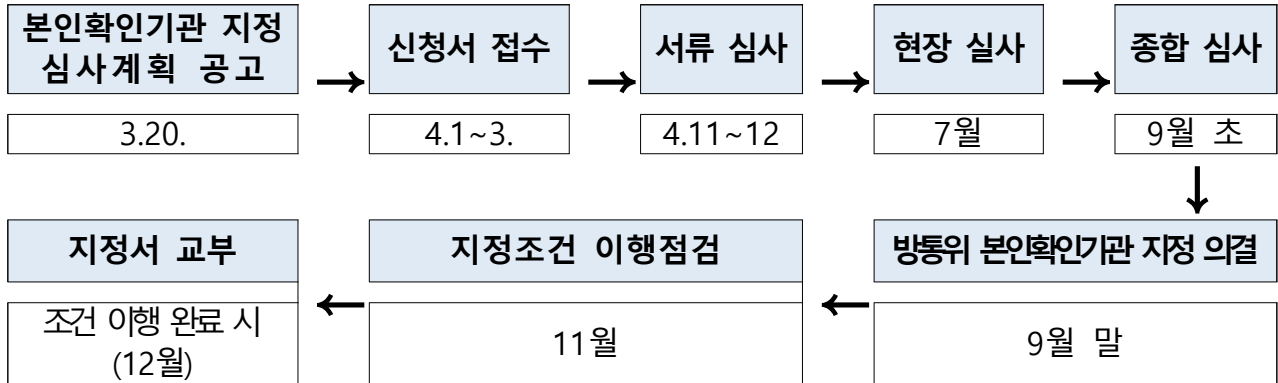 본인확인기관 지정
심사계획 공고
→
신청서 접수
→
서류 심사
→
현장 실사
→
종합 심사
3.20.
4.1~3.
4.11~12
7월
9월 초
↓
지정서 교부
지정조건 이행점검
방통위 본인확인기관 지정 의결
조건 이행 완료 시
(12월)
←
11월
←
9월 말